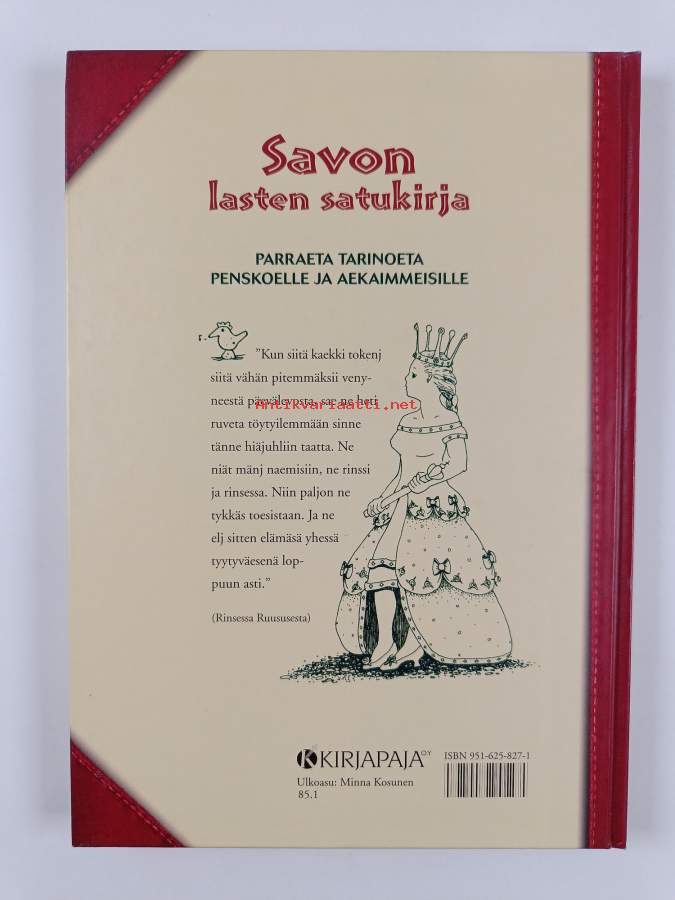 Savon
lasten satukirja
PARRAETA TARINOETA
PENSKOELLE JA AEKAIMMEISILLE
”Kun siitä kaekki tokenj
siitä vähän pitemmäksii veny-
neestä päevälevosta, sae ne heti
Antikvariaatti.net
ruveta töytyilemmään sinne
tänne hiäjuhliin taatta. Ne
niät mänj naemisiin, ne rinssi
ja rinsessa. Niin paljon ne
tykkäs toesistaan. Ja ne
elj sitten elämäsä yhessä
tyytyväesenä lop-
puun asti.”
(Rinsessa Ruususesta)
KIRJAPAJA OY
ISBN 951-625-827-1
Ulkoasu: Minna Kosunen
85.1